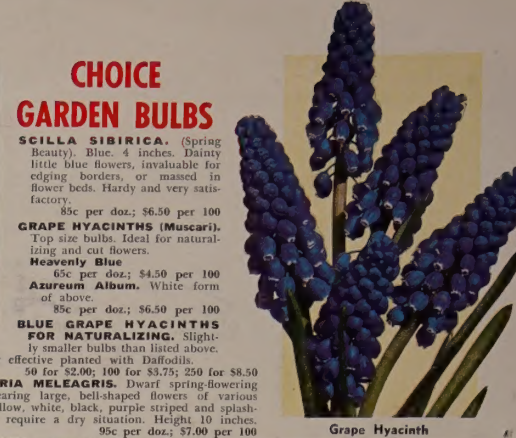 CHOICE
GARDEN BULBS
SCILLA SIBIRICA. (Spring
Beauty). Blue. 4 inches. Dainty
little blue flowers, invaluable for
edging borders, or massed in
flower beds. Hardy and very satis-
factory.
85c per doz.; $6.50 per 100
GRAPE HYACINTHS (Muscari).
Top size bulbs. Ideal for natural-
izing and cut flowers.
Heavenly Blue
65c per doz.; $4.50 per 100
Azureum Album. White form
of above.
85c per doz.; $6.50 per 100
BLUE GRAPE HYACINTHS
FOR NATURALIZING. Slight-
ly smaller bulbs than listed above.
effective planted with Daffodils.
50 for $2.00; 100 for $3.75; 250 for $8.50
RIA MELEAGRIS. Dwarf spring-flowering
aring large, bell-shaped flowers of various
llow, white, black, purple striped and splash-
require a dry situation. Height 10 inches.
95c per doz.; $7.00 per 100
Grape Hyacinth